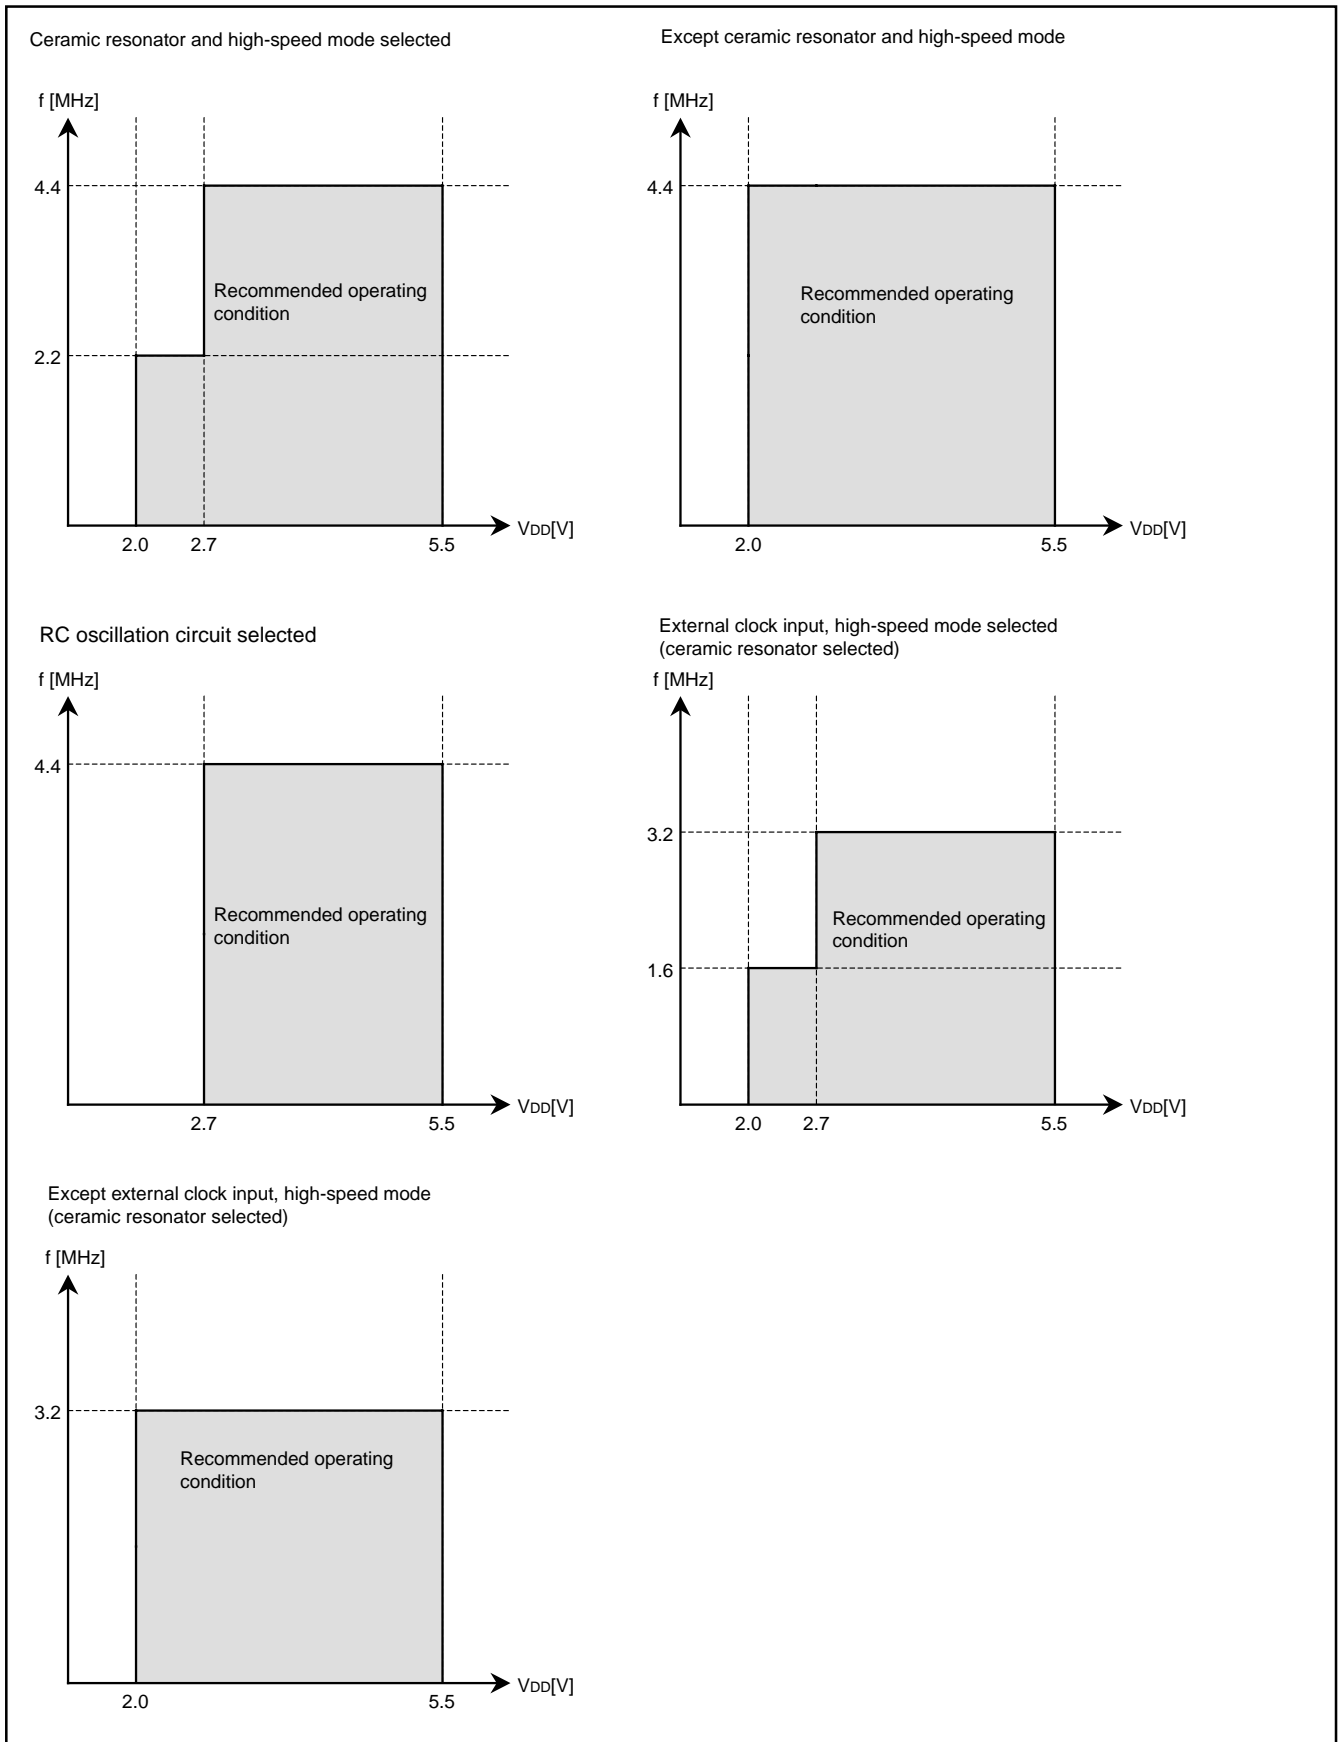 Ceramic resonator and high-speed mode selected
f [MHz]
4.4
Recommended operating
condition
2.2
VDD[V]
2.0 2.7 5.5
Except ceramic resonator and high-speed mode
f [MHz]
4.4
Recommended operating
condition
VDD[V]
2.0 5.5
RC oscillation circuit selected
f [MHz]
4.4
Recommended operating
condition
VDD[V]
2.7 5.5
External clock input, high-speed mode selected
(ceramic resonator selected)
f [MHz]
3.2
Recommended operating
condition
1.6
VDD[V]
2.0 2.7 5.5
Except external clock input, high-speed mode
(ceramic resonator selected)
f [MHz]
3.2
Recommended operating
condition
VDD[V]
2.0 5.5